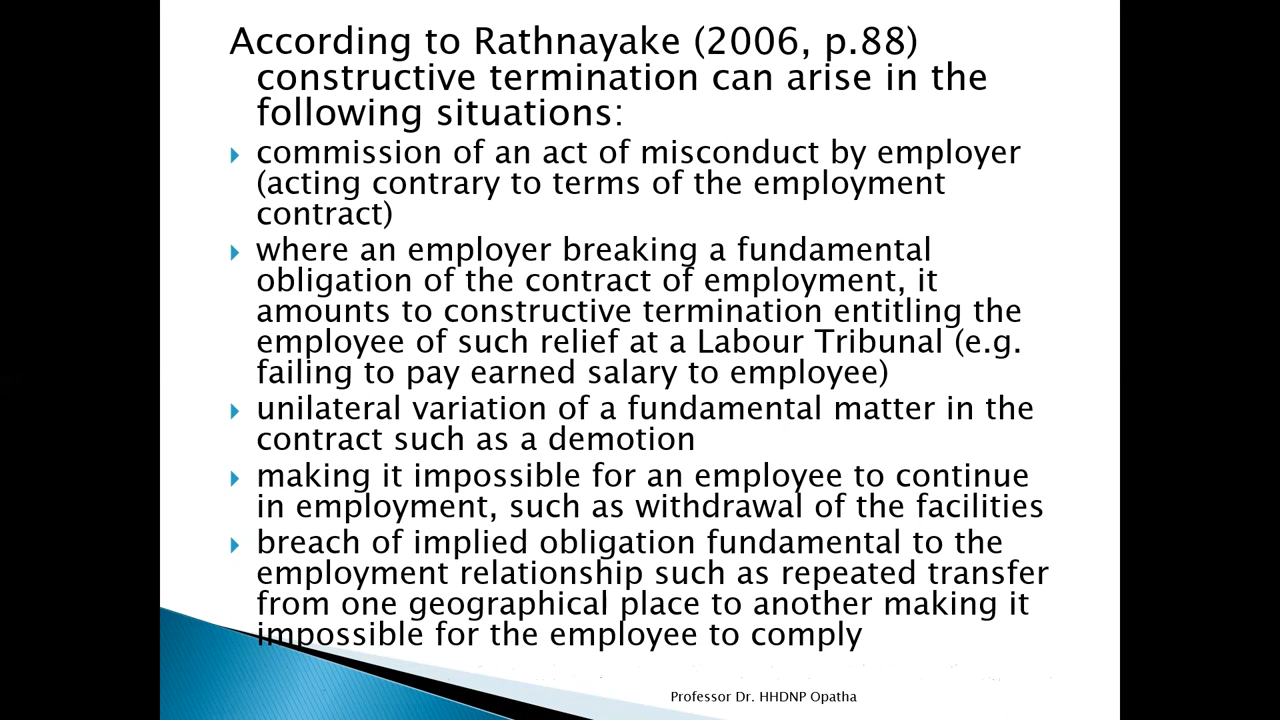 According to Rathnayake (2006, p.88)
constructive termination can arise in the
following situations:
commission of an act of misconduct by employer
(acting contrary to terms of the employment
contract)
where an employer breaking a fundamental
obligation of the contract of employment, it
amounts to constructive termination entitling the
employee of such relief at a Labour Tribunal (e.g.
failing to pay earned salary to employee)
unilateral variation of a fundamental matter in the
contract such as a demotion
making it impossible for an employee to continue
in employment, such as withdrawal of the facilities
breach of implied obligation fundamental to the
employment relationship such as repeated transfer
from one geographical place to another making it
impossible for the employee to comply
Professor Dr. HHDNP Opatha